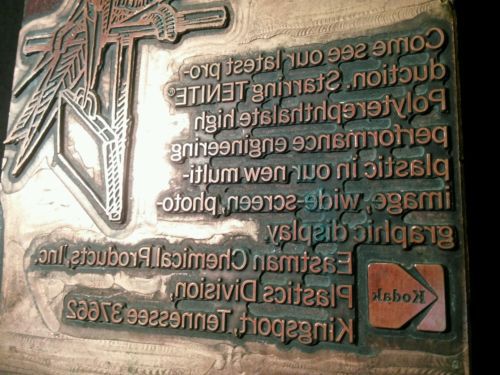 Come see our latest pro-
duction. Starring TENITE®
Polyterephthalate high
performance engineering
plastic in our new multi-
image, wide-screen, photo-
graphic display
Eastman Chemical Products, Inc.
Plastics Division,
Kingsport, Tennessee 37662
Kodak